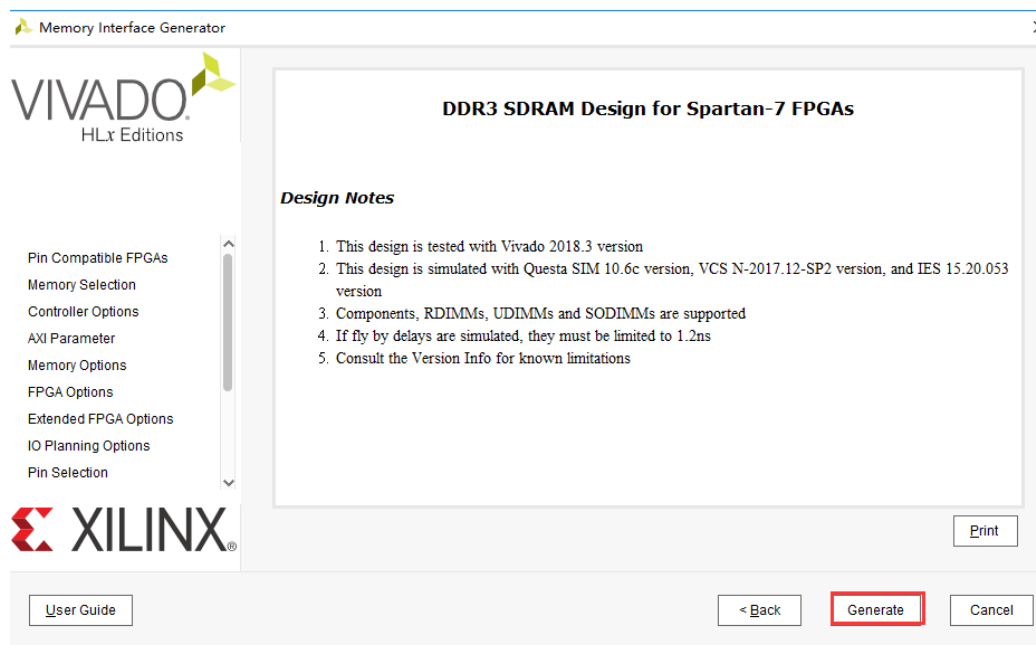 Memory Interface Generator
VIVADO.
HLx Editions
Pin Compatible FPGAs
Memory Selection
Controller Options
AXI Parameter
Memory Options
FPGA Options
Extended FPGA Options
IO Planning Options
Pin Selection
XILINX®
DDR3 SDRAM Design for Spartan-7 FPGAs
Design Notes
1. This design is tested with Vivado 2018.3 version
2. This design is simulated with Questa SIM 10.6c version, VCS N-2017.12-SP2 version, and IES 15.20.053
version
3. Components, RDIMMs, UDIMMs and SODIMMs are supported
4. If fly by delays are simulated, they must be limited to 1.2ns
5. Consult the Version Info for known limitations
Print
User Guide
< Back
Generate
Cancel